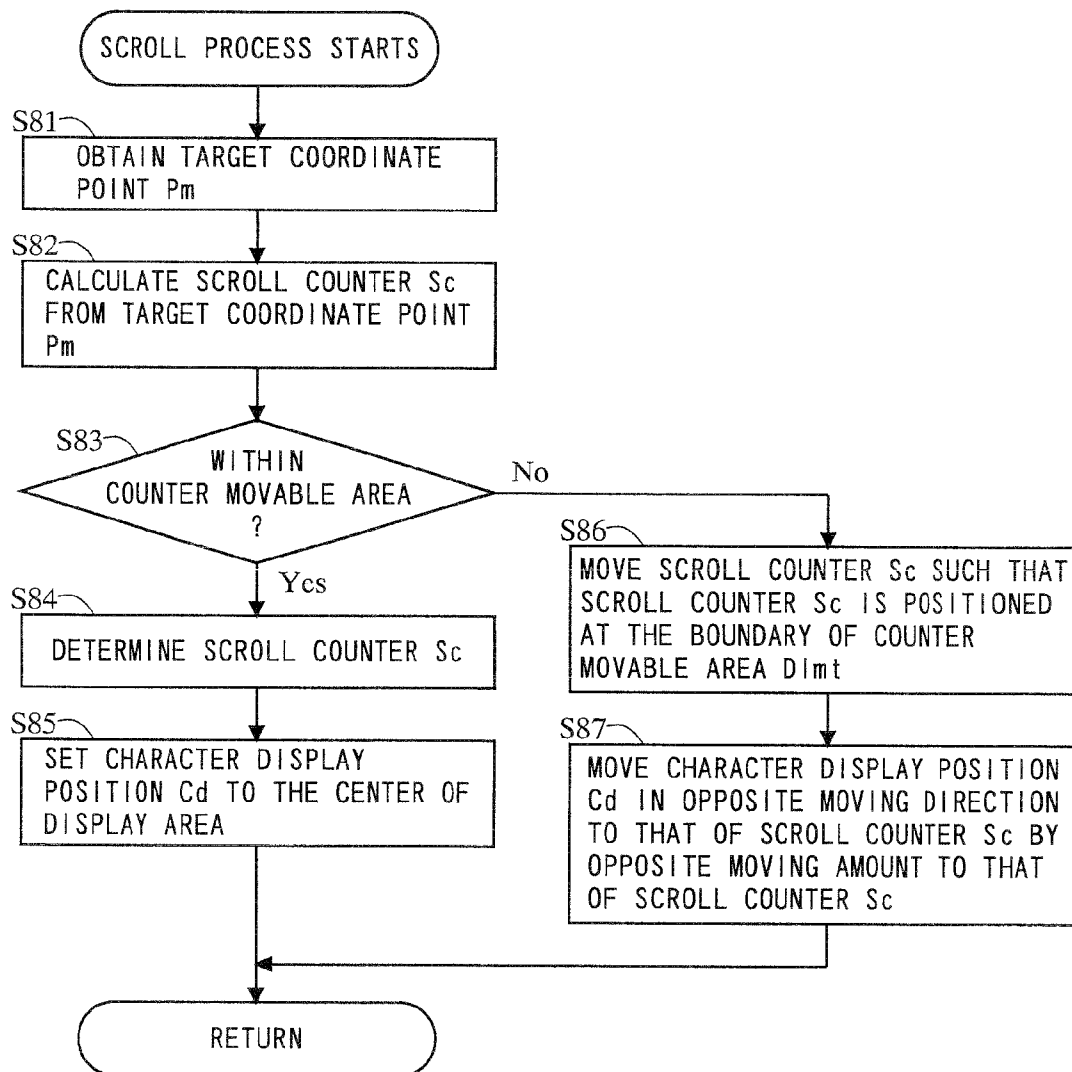 SCROLL PROCESS STARTS
S81
OBTAIN TARGET COORDINATE
POINT Pm
S82
CALCULATE SCROLL COUNTER Sc
FROM TARGET COORDINATE POINT
Pm
S83
WITHIN
COUNTER MOVABLE AREA
?
No
Yes
S84
DETERMINE SCROLL COUNTER Sc
S85
SET CHARACTER DISPLAY
POSITION Cd TO THE CENTER OF
DISPLAY AREA
S86
MOVE SCROLL COUNTER Sc SUCH THAT
SCROLL COUNTER Sc IS POSITIONED
AT THE BOUNDARY OF COUNTER
MOVABLE AREA Dlmt
S87
MOVE CHARACTER DISPLAY POSITION
Cd IN OPPOSITE MOVING DIRECTION
TO THAT OF SCROLL COUNTER Sc BY
OPPOSITE MOVING AMOUNT TO THAT
OF SCROLL COUNTER Sc
RETURN